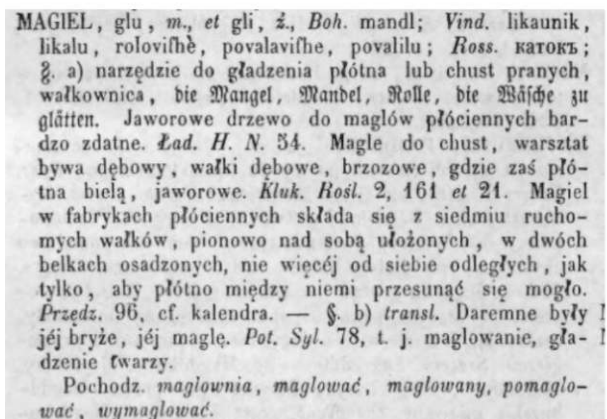 MAGIEL, glu, m., et gli, ż., Boh. mandl; Vind. likaunik,
likalu, roloviſhè, povalaviſhe, povalilu; Ross. катокъ;
§. a) narzędzie do gładzenia płótna lub chust pranych,
wałkownica, die Mangel, Mandel, Rolle, die Wäsche zu
glätten. Jaworowe drzewo do maglów płóciennych bar-
dzo zdatne. Ład. H. N. 54. Magle do chust, warsztat
bywa dębowy, wałki dębowe, brzozowe, gdzie zaś płó-
tna bielą, jaworowe. Kluk. Rośl. 2, 161 et 21. Magiel
w fabrykach płóciennych składa się z siedmiu rucho-
mych wałków, pionowo nad sobą ułożonych, w dwóch
belkach osadzonych, nie więcéj od siebie odległych, jak
tylko, aby płótno między niemi przesunąć się mogło.
Przędz. 96. cf. kalendra. — §. b) transl. Daremne były
jéj bryże, jéj maglę. Pot. Syl. 78, t. j. maglowanie, gła-
dzenie twarzy.
Pochodz. maglownia, maglować, maglowany, pomaglo-
wać, wymaglować.